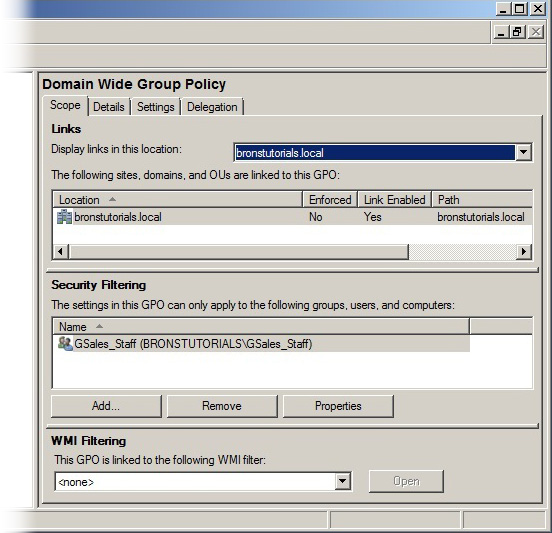 Domain Wide Group Policy
Scope Details Settings Delegation
Links
Display links in this location: bronstutorials.local
The following sites, domains, and OUs are linked to this GPO:
Location Enforced Link Enabled Path
bronstutorials.local No Yes bronstutorials.local
Security Filtering
The settings in this GPO can only apply to the following groups, users, and computers:
Name
GSales_Staff (BRONSTUTORIALS\GSales_Staff)
Add... Remove Properties
WMI Filtering
This GPO is linked to the following WMI filter:
<none> Open